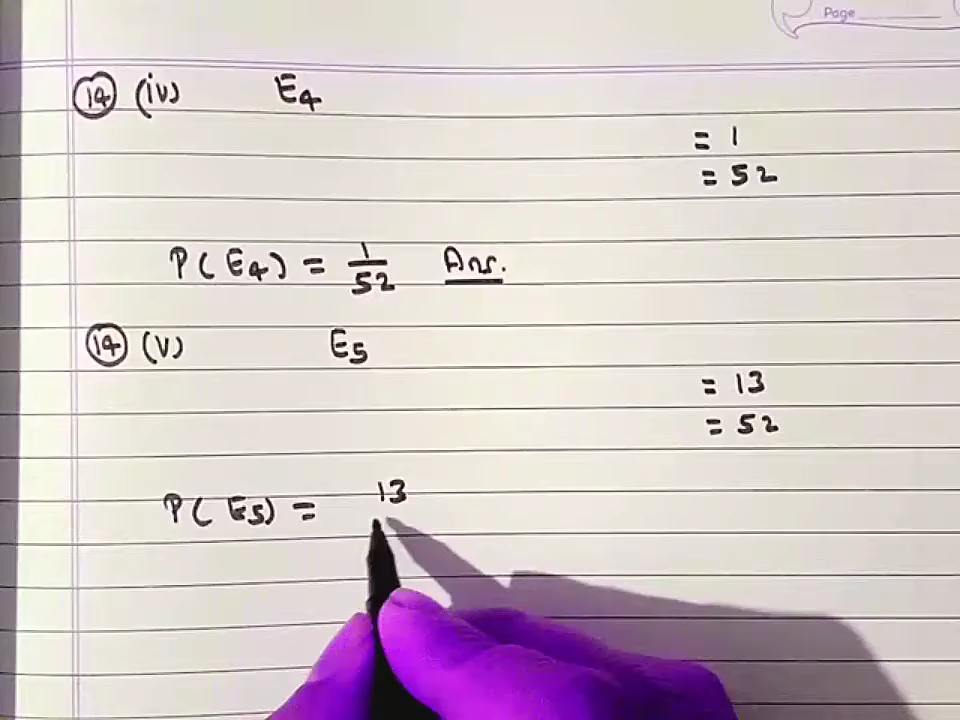 Page
14 (iv) E4
= 1
= 52
P(E4) = 1/52 Ans.
14 (v) E5
= 13
= 52
P(E5) = 13